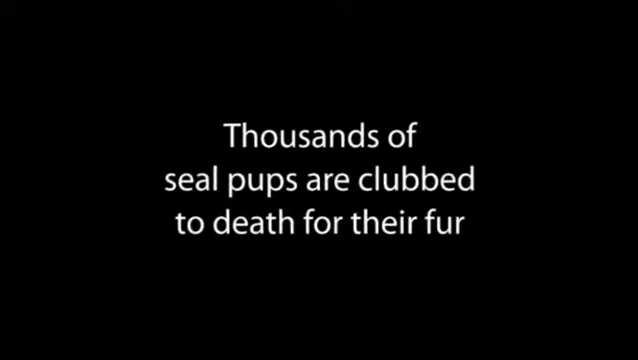 Thousands of
seal pups are clubbed
to death for their fur